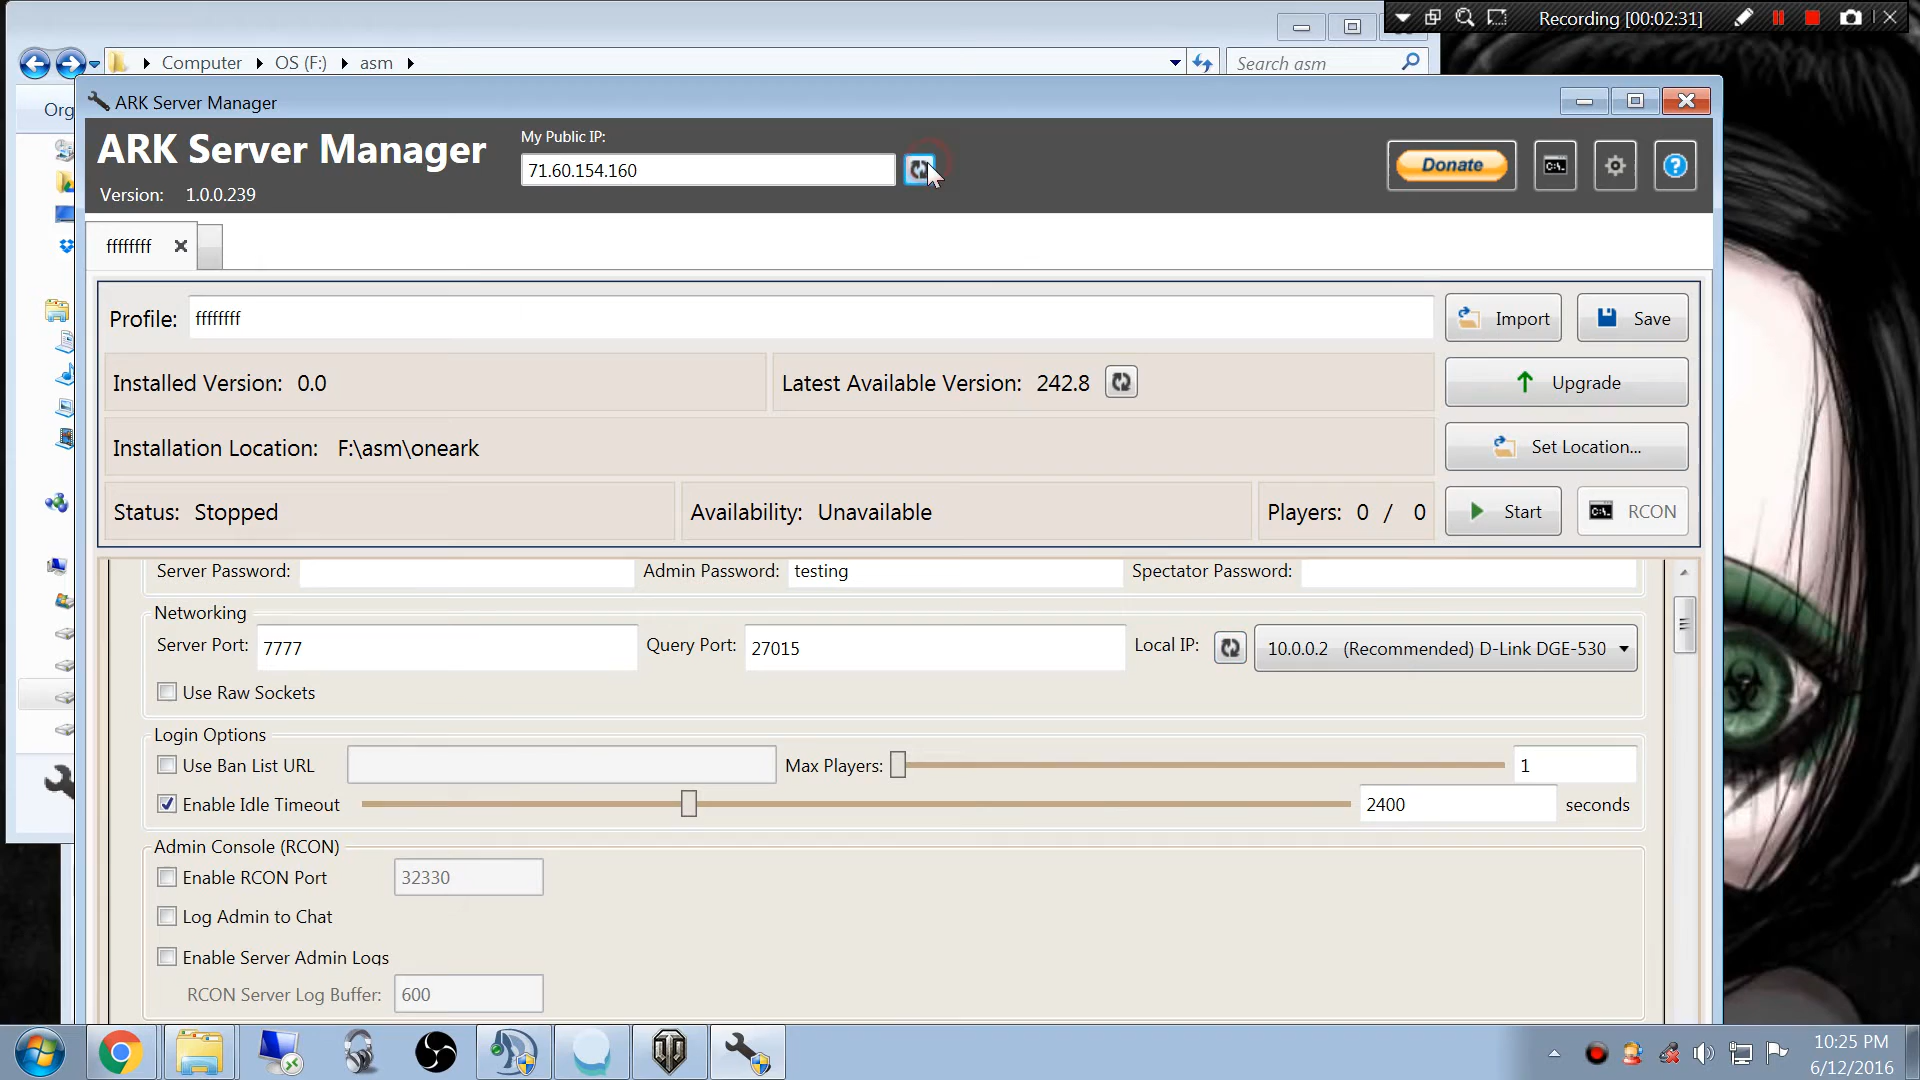 Recording [00:02:31]
Computer
OS (F:)
asm
Search asm
Org
ARK Server Manager
ARK Server Manager
Version: 1.0.0.239
My Public IP:
71.60.154.160
Donate
ffffffff
Profile: ffffffff
Import
Save
Installed Version: 0.0
Latest Available Version: 242.8
Upgrade
Installation Location: F:\asm\oneark
Set Location...
Status: Stopped
Availability: Unavailable
Players: 0 / 0
Start
RCON
Server Password:
Admin Password: testing
Spectator Password:
Networking
Server Port: 7777
Query Port: 27015
Local IP: 10.0.0.2 (Recommended) D-Link DGE-530
Use Raw Sockets
Login Options
Use Ban List URL
Max Players: 1
Enable Idle Timeout
2400 seconds
Admin Console (RCON)
Enable RCON Port 32330
Log Admin to Chat
Enable Server Admin Logs
RCON Server Log Buffer: 600
10:25 PM
6/12/2016